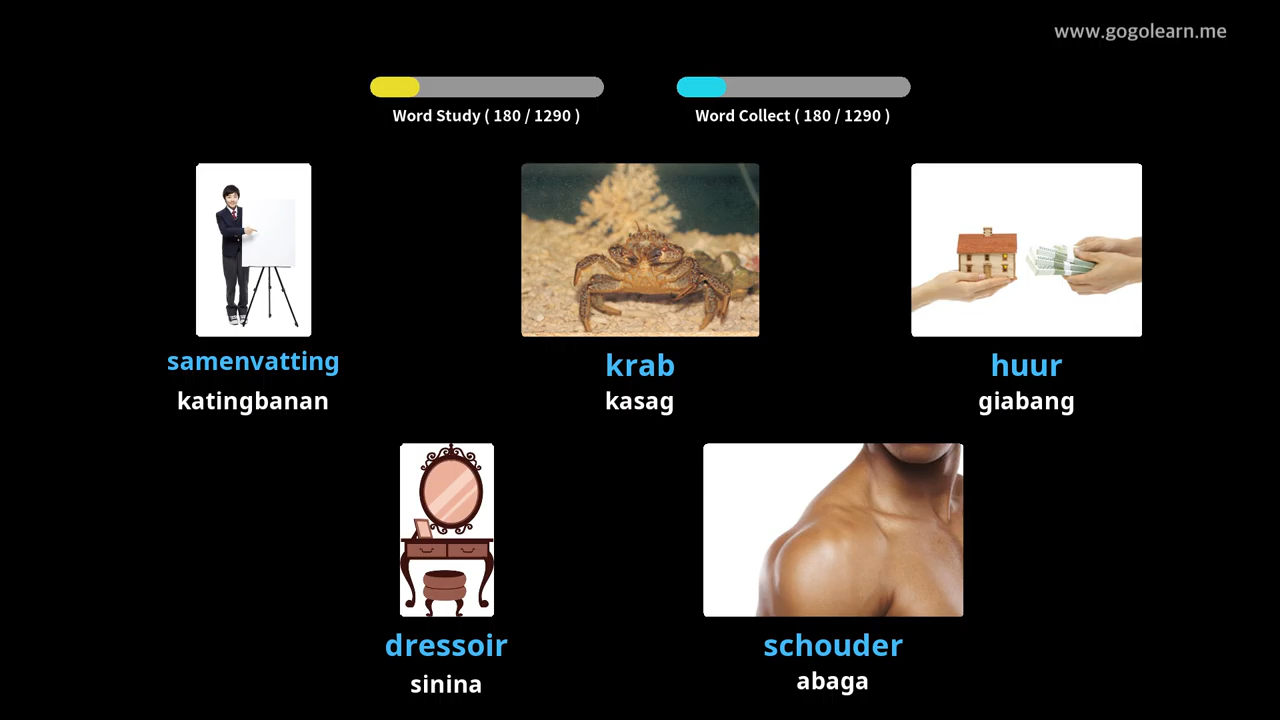 www.gogolearn.me
Word Study ( 180 / 1290 )
Word Collect ( 180 / 1290 )
samenvatting
katingbanan
krab
kasag
huur
giabang
dressoir
sinina
schouder
abaga